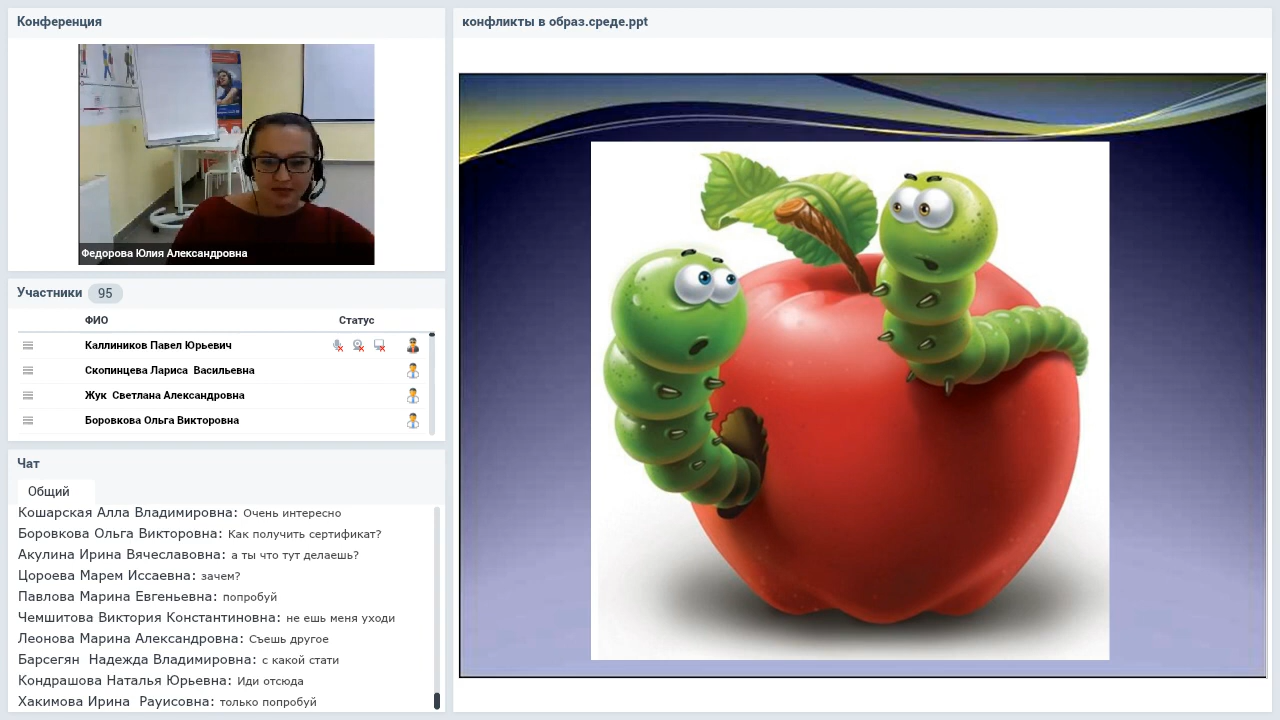 Конференция
Федорова Юлия Александровна
Участники 95
ФИО Статус
Каллиников Павел Юрьевич
Скопинцева Лариса  Васильевна
Жук  Светлана Александровна
Боровкова Ольга Викторовна
Чат
Общий
Кошарская Алла Владимировна: Очень интересно
Боровкова Ольга Викторовна: Как получить сертификат?
Акулина Ирина Вячеславовна: а ты что тут делаешь?
Цороева Марем Иссаевна: зачем?
Павлова Марина Евгеньевна: попробуй
Чемшитова Виктория Константиновна: не ешь меня уходи
Леонова Марина Александровна: Съешь другое
Барсегян  Надежда Владимировна: с какой стати
Кондрашова Наталья Юрьевна: Иди отсюда
Хакимова Ирина  Рауисовна: только попробуй
конфликты в образ.среде.ppt